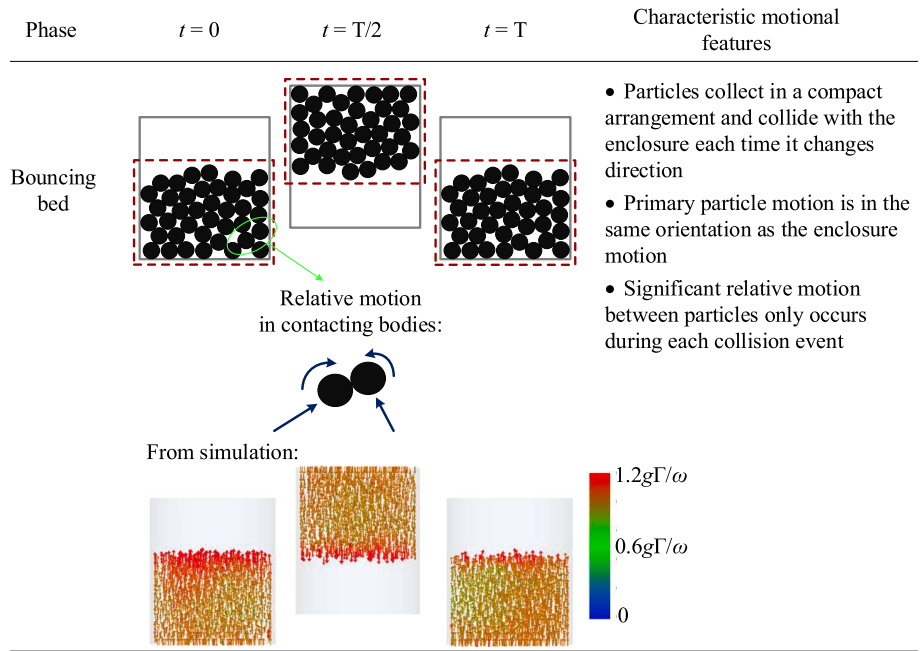 Phase
t = 0
t = T/2
t = T
Characteristic motional
features
Bouncing
bed
• Particles collect in a compact
arrangement and collide with the
enclosure each time it changes
direction
• Primary particle motion is in the
same orientation as the enclosure
motion
• Significant relative motion
between particles only occurs
during each collision event
Relative motion
in contacting bodies:
From simulation:
1.2gΓ/ω
0.6gΓ/ω
0